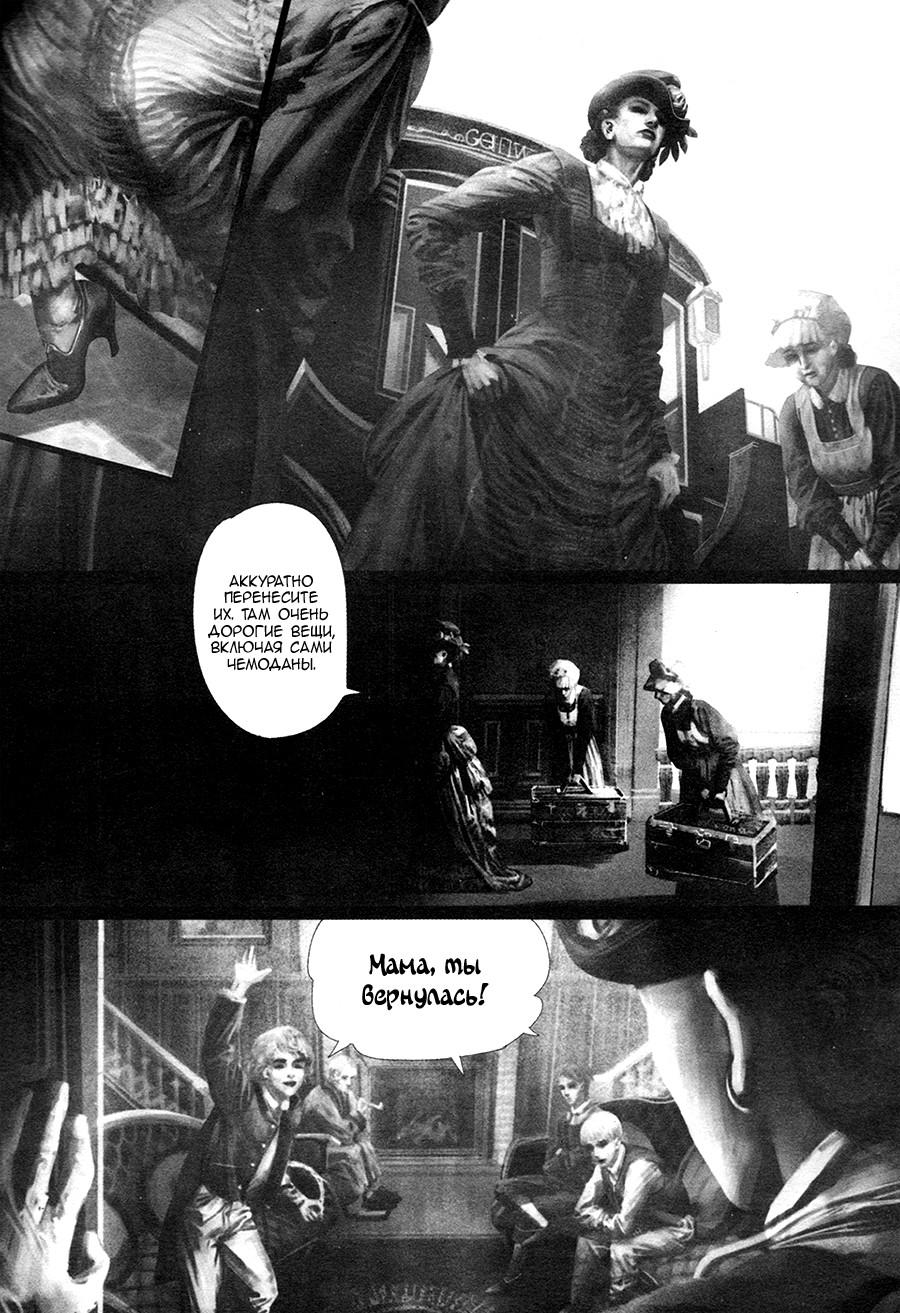 АККУРАТНО
ПЕРЕНЕСИТЕ
ИХ. ТАМ ОЧЕНЬ
ДОРОГИЕ ВЕЩИ,
ВКЛЮЧАЯ САМИ
ЧЕМОДАНЫ.
Мама, ты
вернулась!